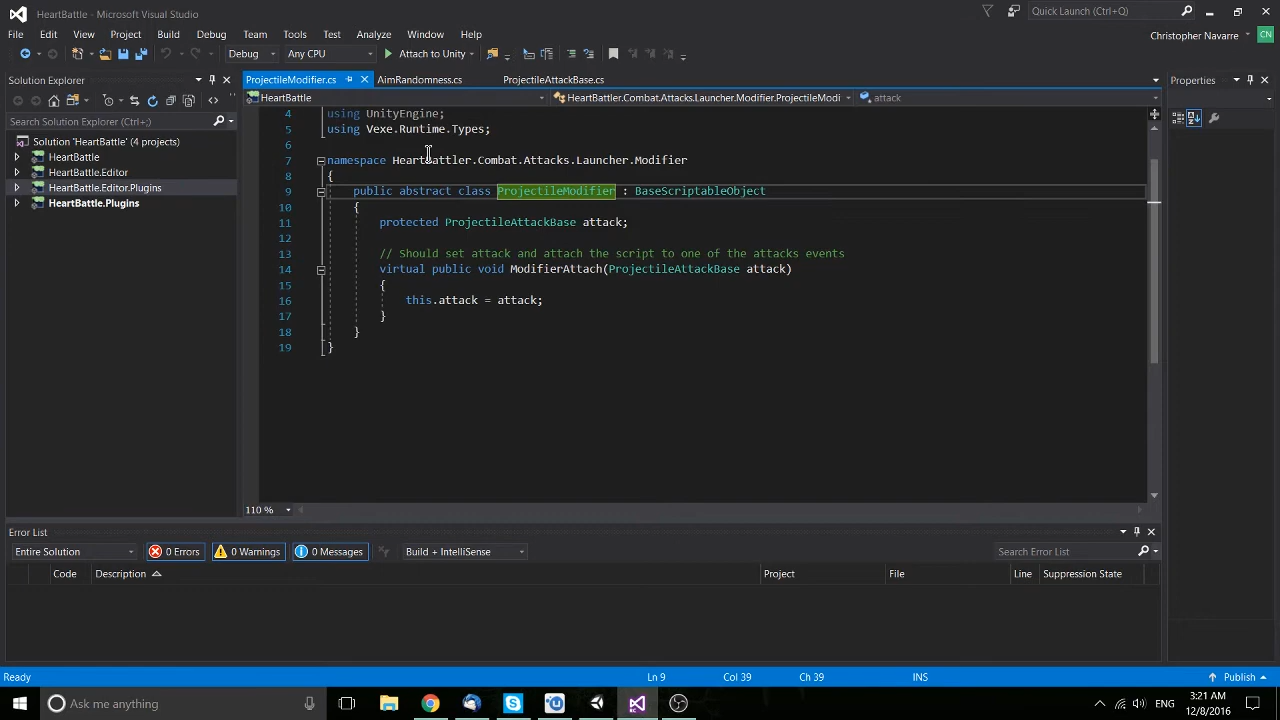 HeartBattle - Microsoft Visual Studio
Quick Launch (Ctrl+Q)
File Edit View Project Build Debug Team Tools Test Analyze Window Help
Christopher Navarre CN
Debug Any CPU Attach to Unity
Solution Explorer
ProjectileModifier.cs AimRandomness.cs ProjectileAttackBase.cs
Properties
HeartBattle HeartBattler.Combat.Attacks.Launcher.Modifier.ProjectileModi attack
Search Solution Explorer (Ctrl+;)
Solution 'HeartBattle' (4 projects)
HeartBattle
HeartBattle.Editor
HeartBattle.Editor.Plugins
HeartBattle.Plugins
4 using UnityEngine;
5 using Vexe.Runtime.Types;
6
7 namespace HeartBattler.Combat.Attacks.Launcher.Modifier
8 {
9 public abstract class ProjectileModifier : BaseScriptableObject
10 {
11 protected ProjectileAttackBase attack;
12
13 // Should set attack and attach the script to one of the attacks events
14 virtual public void ModifierAttach(ProjectileAttackBase attack)
15 {
16 this.attack = attack;
17 }
18 }
19 }
110 %
Error List
Entire Solution 0 Errors 0 Warnings 0 Messages Build + IntelliSense Search Error List
Code Description Project File Line Suppression State
Ready Ln 9 Col 39 Ch 39 INS Publish
Ask me anything ENG 3:21 AM
12/8/2016